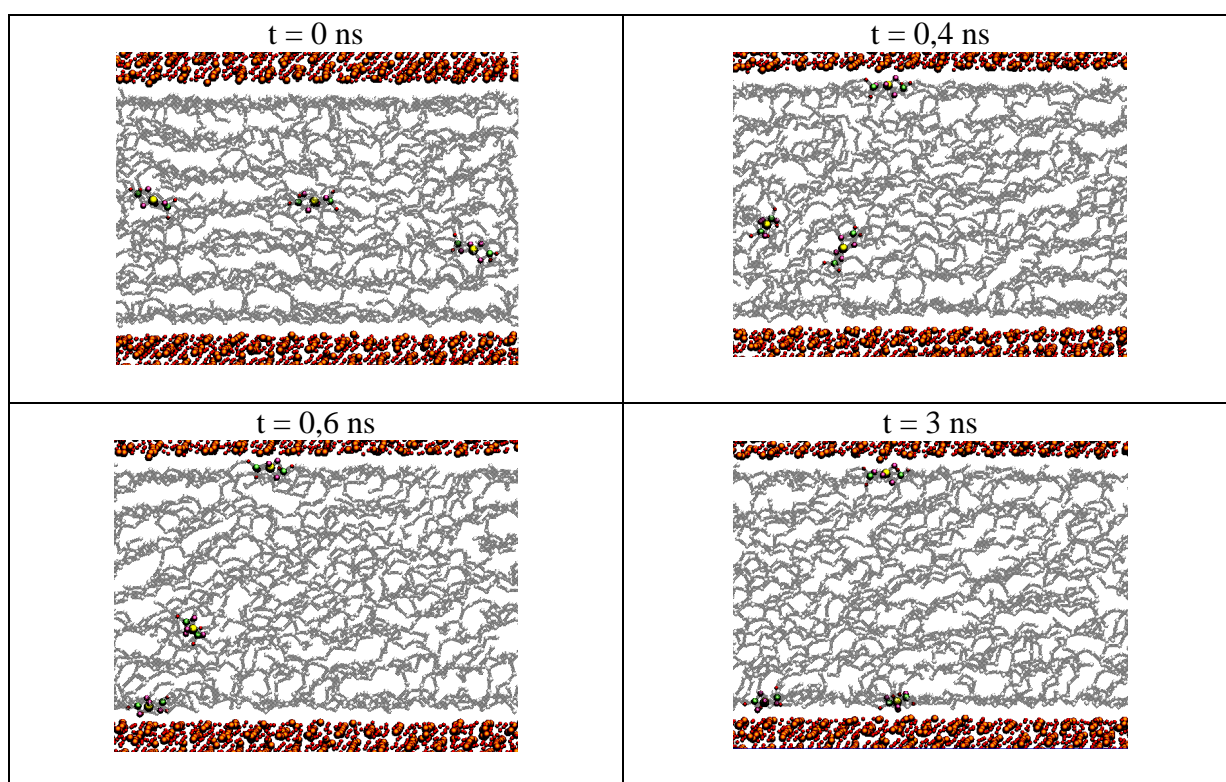 t = 0 ns
t = 0,4 ns
t = 0,6 ns
t = 3 ns